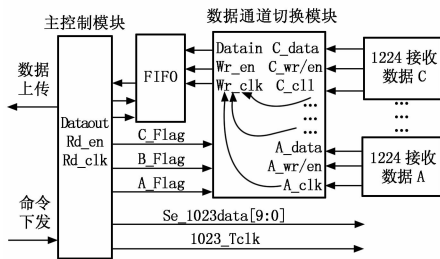 主控制模块
数据通道切换模块
数据
上传
FIFO
Datain
C_data
Wr_en
C_wr/en
Wr_clk
C_cll
1224 接收
数据 C
...
...
...
Dataout
Rd_en
Rd_clk
C_Flag
B_Flag
A_Flag
A_data
A_wr/en
A_clk
1224 接收
数据 A
命令
下发
Se_1023data[9:0]
1023_Tclk